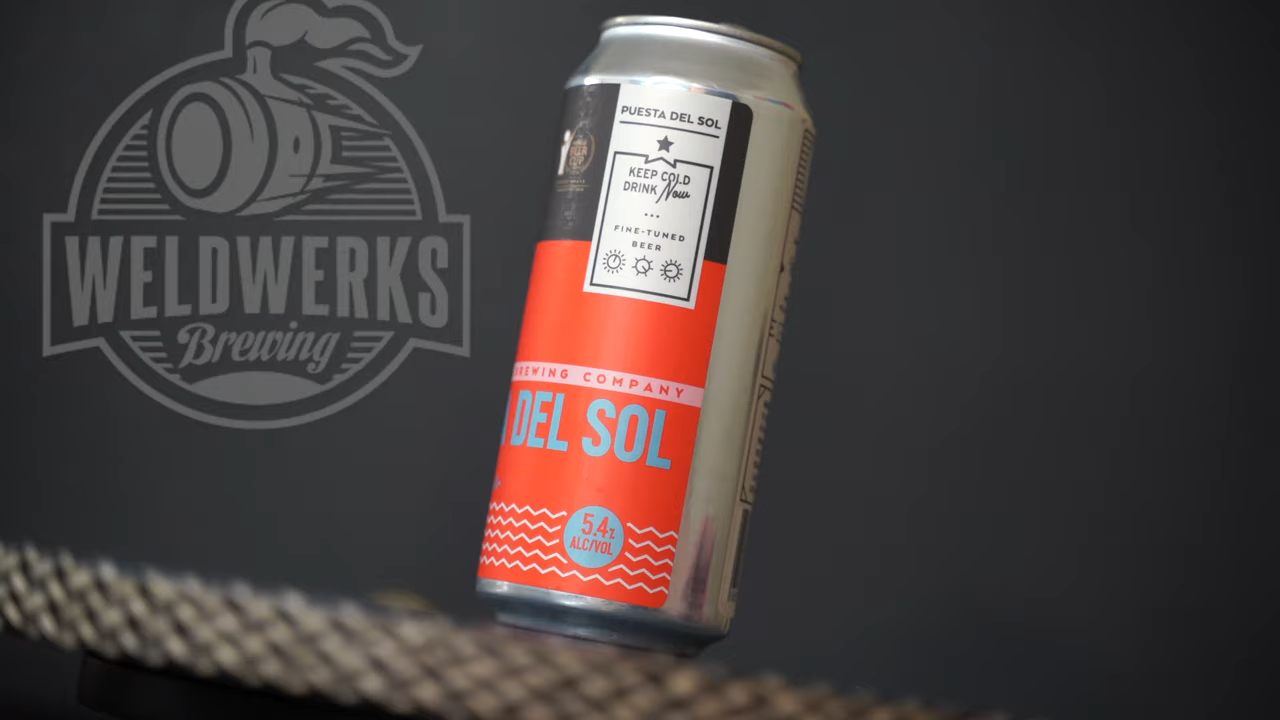 WELDWERKS
Brewing
PUESTA DEL SOL
KEEP COLD
DRINK Now
FINE-TUNED
BEER
BREWING COMPANY
DEL SOL
5.4%
ALC/VOL